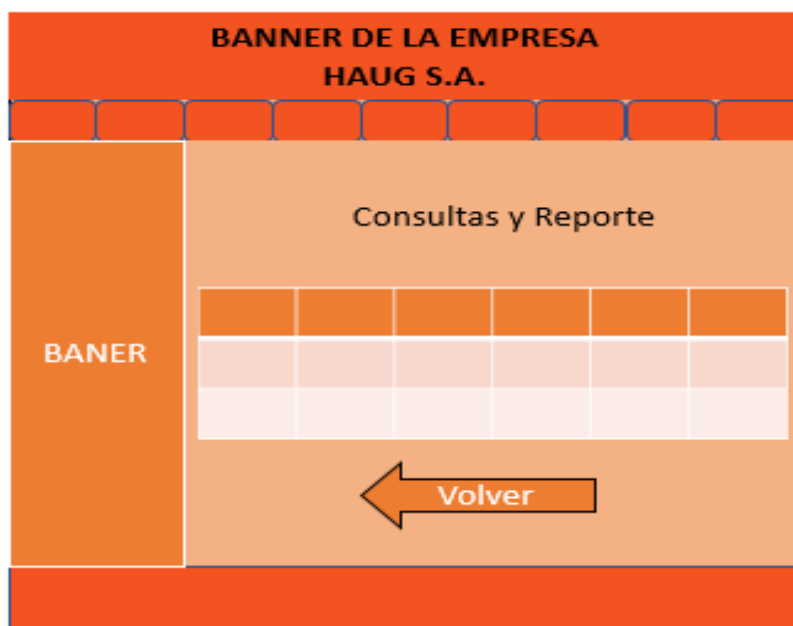 BANNER DE LA EMPRESA
HAUG S.A.
Consultas y Reporte
BANER
Volver